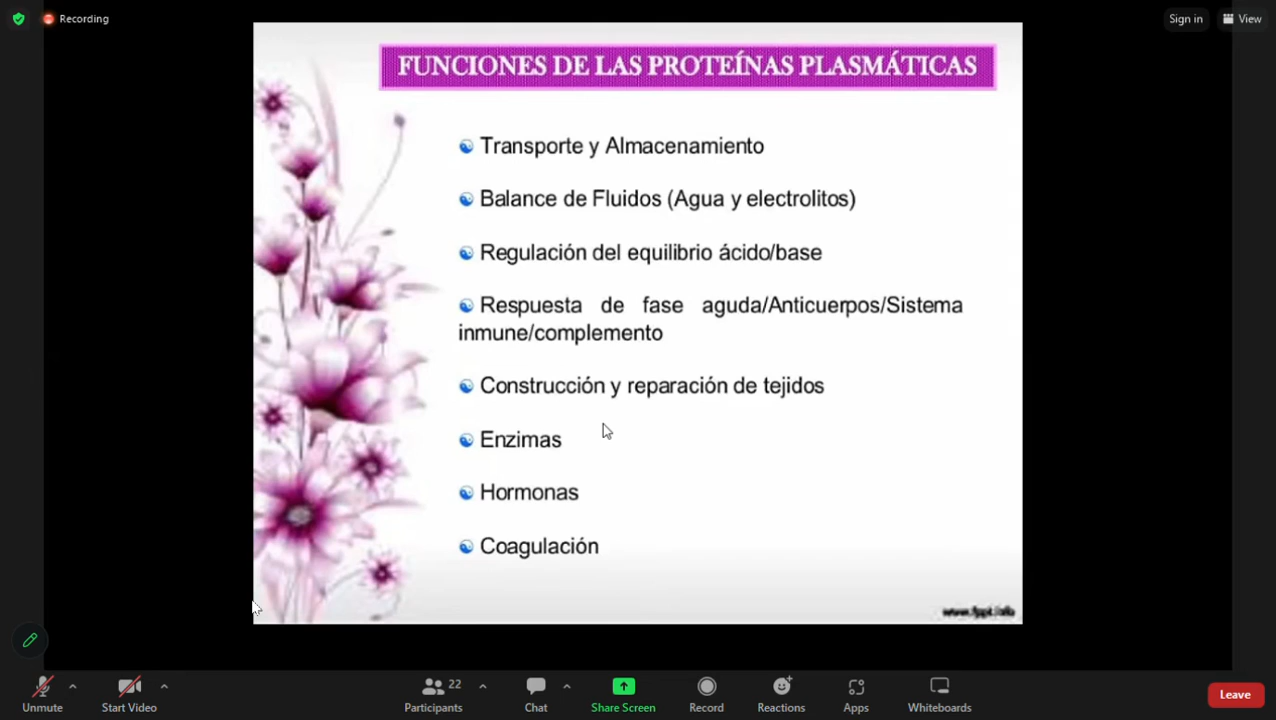 Recording
Sign in
View
FUNCIONES DE LAS PROTEÍNAS PLASMÁTICAS
Transporte y Almacenamiento
Balance de Fluidos (Agua y electrolitos)
Regulación del equilibrio ácido/base
Respuesta de fase aguda/Anticuerpos/Sistema
inmune/complemento
Construcción y reparación de tejidos
Enzimas
Hormonas
Coagulación
22
Unmute
Start Video
Participants
Chat
Share Screen
Record
Reactions
Apps
Whiteboards
Leave